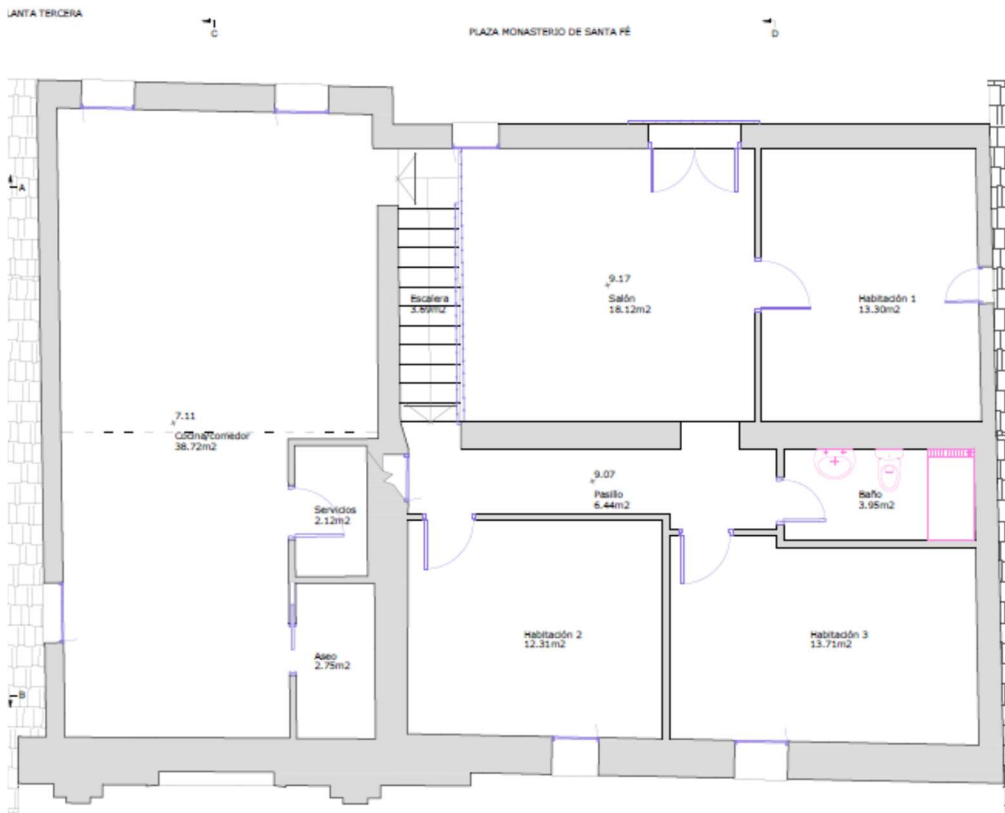 LANTA TERCERA
C
PLAZA MONASTERIO DE SANTA FÉ
D
A
9.17
Salón
18.12m2
Escalera
3.69m2
Habitación 1
13.30m2
7.11
Cocina/comedor
38.72m2
9.07
Pasillo
6.44m2
Baño
3.95m2
Servicios
2.12m2
Habitación 2
12.31m2
Habitación 3
13.71m2
Aseo
2.75m2
B